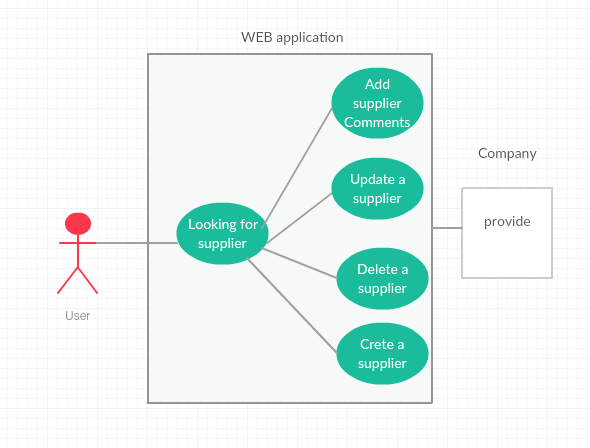 WEB application
Add
supplier
Comments
Company
Update a
supplier
provide
Looking for
supplier
Delete a
supplier
User
Crete a
supplier